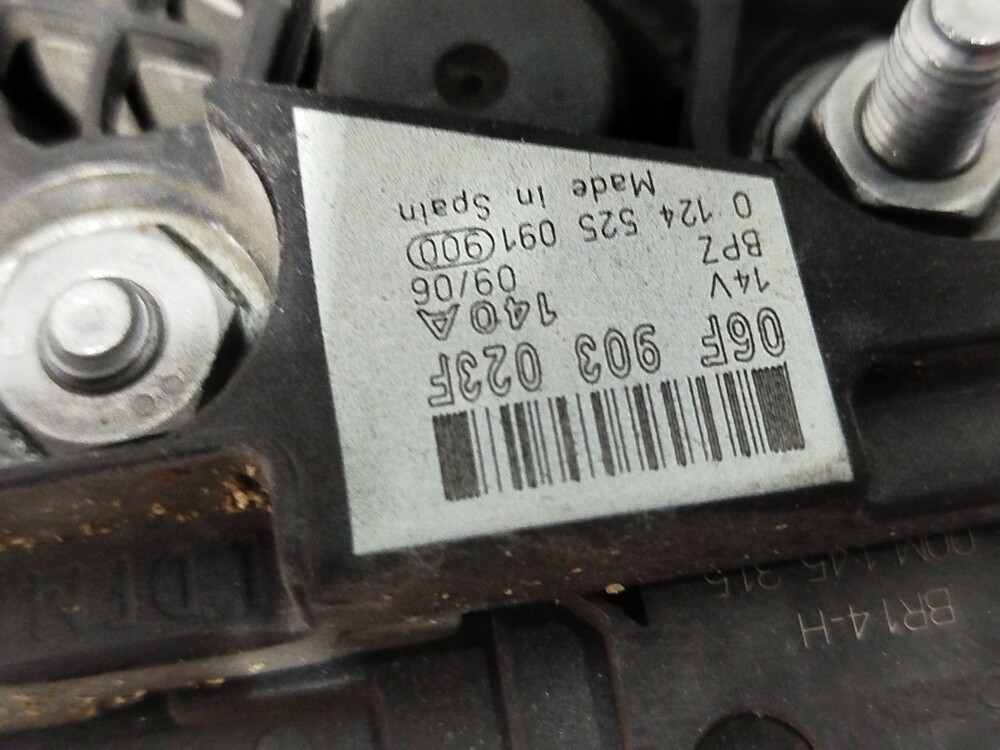 06F 903 023F
14V 140A
BPZ 09/06
0 124 525 091 900
Made in Spain
BR14-H